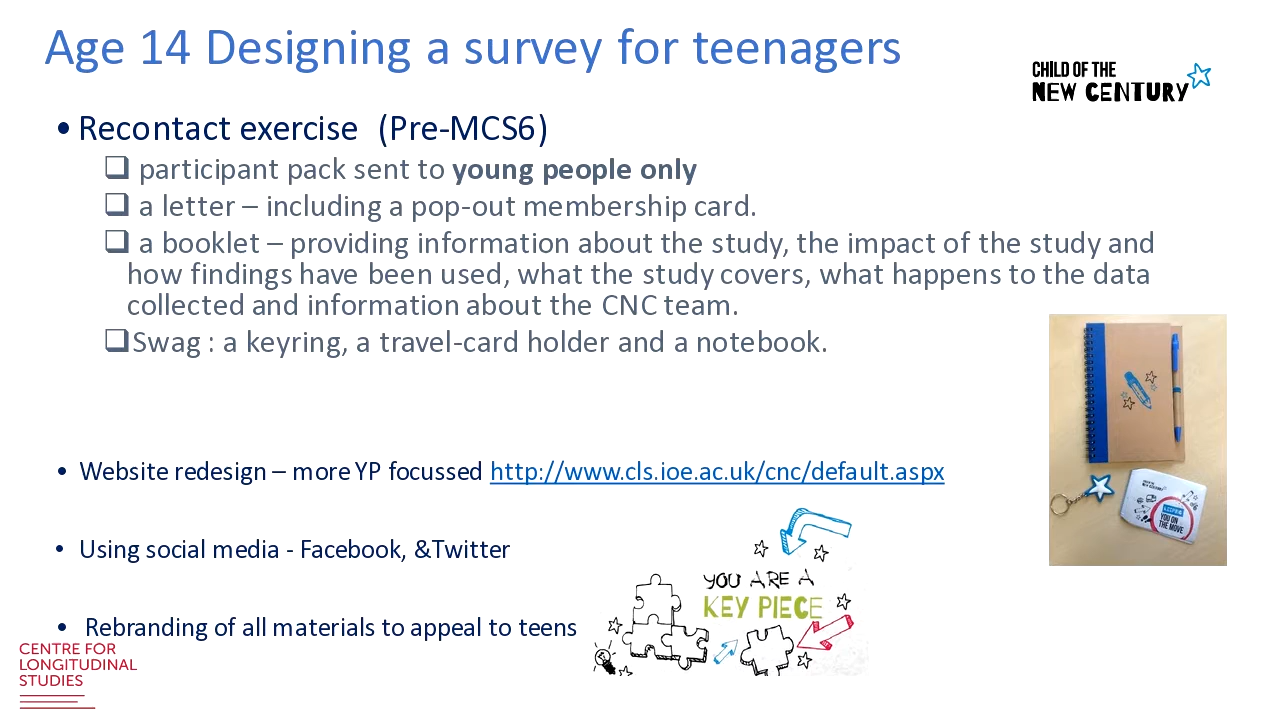 Age 14 Designing a survey for teenagers
CHILD OF THE
NEW CENTURY
• Recontact exercise (Pre-MCS6)
❑ participant pack sent to young people only
❑ a letter – including a pop-out membership card.
❑ a booklet – providing information about the study, the impact of the study and
how findings have been used, what the study covers, what happens to the data
collected and information about the CNC team.
❑Swag : a keyring, a travel-card holder and a notebook.
• Website redesign – more YP focussed http://www.cls.ioe.ac.uk/cnc/default.aspx
• Using social media - Facebook, &Twitter
• Rebranding of all materials to appeal to teens
YOU ARE A
KEY PIECE
YOU ON
THE MOVE
CENTRE FOR
LONGITUDINAL
STUDIES